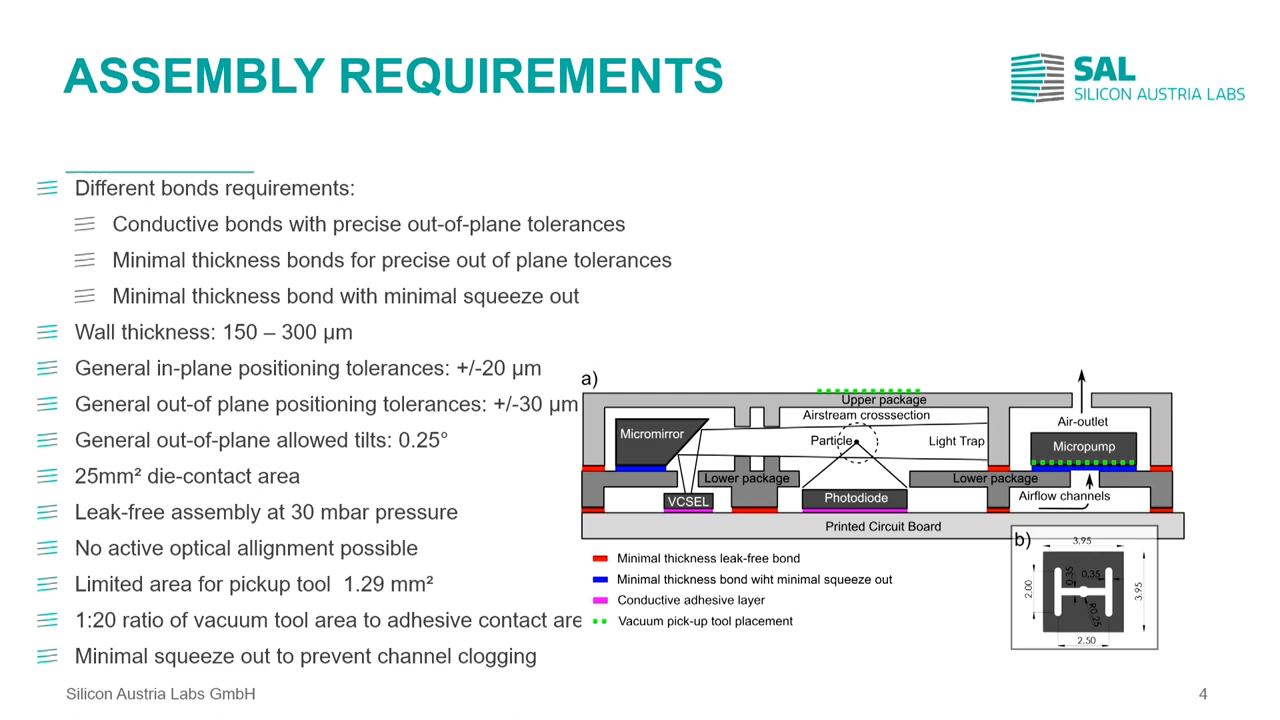 ASSEMBLY REQUIREMENTS
SAL
SILICON AUSTRIA LABS
Different bonds requirements:
Conductive bonds with precise out-of-plane tolerances
Minimal thickness bonds for precise out of plane tolerances
Minimal thickness bond with minimal squeeze out
Wall thickness: 150 – 300 µm
General in-plane positioning tolerances: +/-20 µm
General out-of plane positioning tolerances: +/-30 µm
General out-of-plane allowed tilts: 0.25°
25mm² die-contact area
Leak-free assembly at 30 mbar pressure
No active optical allignment possible
Limited area for pickup tool 1.29 mm²
1:20 ratio of vacuum tool area to adhesive contact are
Minimal squeeze out to prevent channel clogging
a)
Upper package
Airstream crosssection
Micromirror
Particle
Light Trap
Air-outlet
Micropump
Lower package
Lower package
VCSEL
Photodiode
Airflow channels
Printed Circuit Board
Minimal thickness leak-free bond
Minimal thickness bond wiht minimal squeeze out
Conductive adhesive layer
Vacuum pick-up tool placement
b)
3,95
0,35
0,35
2,00
3,95
R0,25
2,50
Silicon Austria Labs GmbH
4